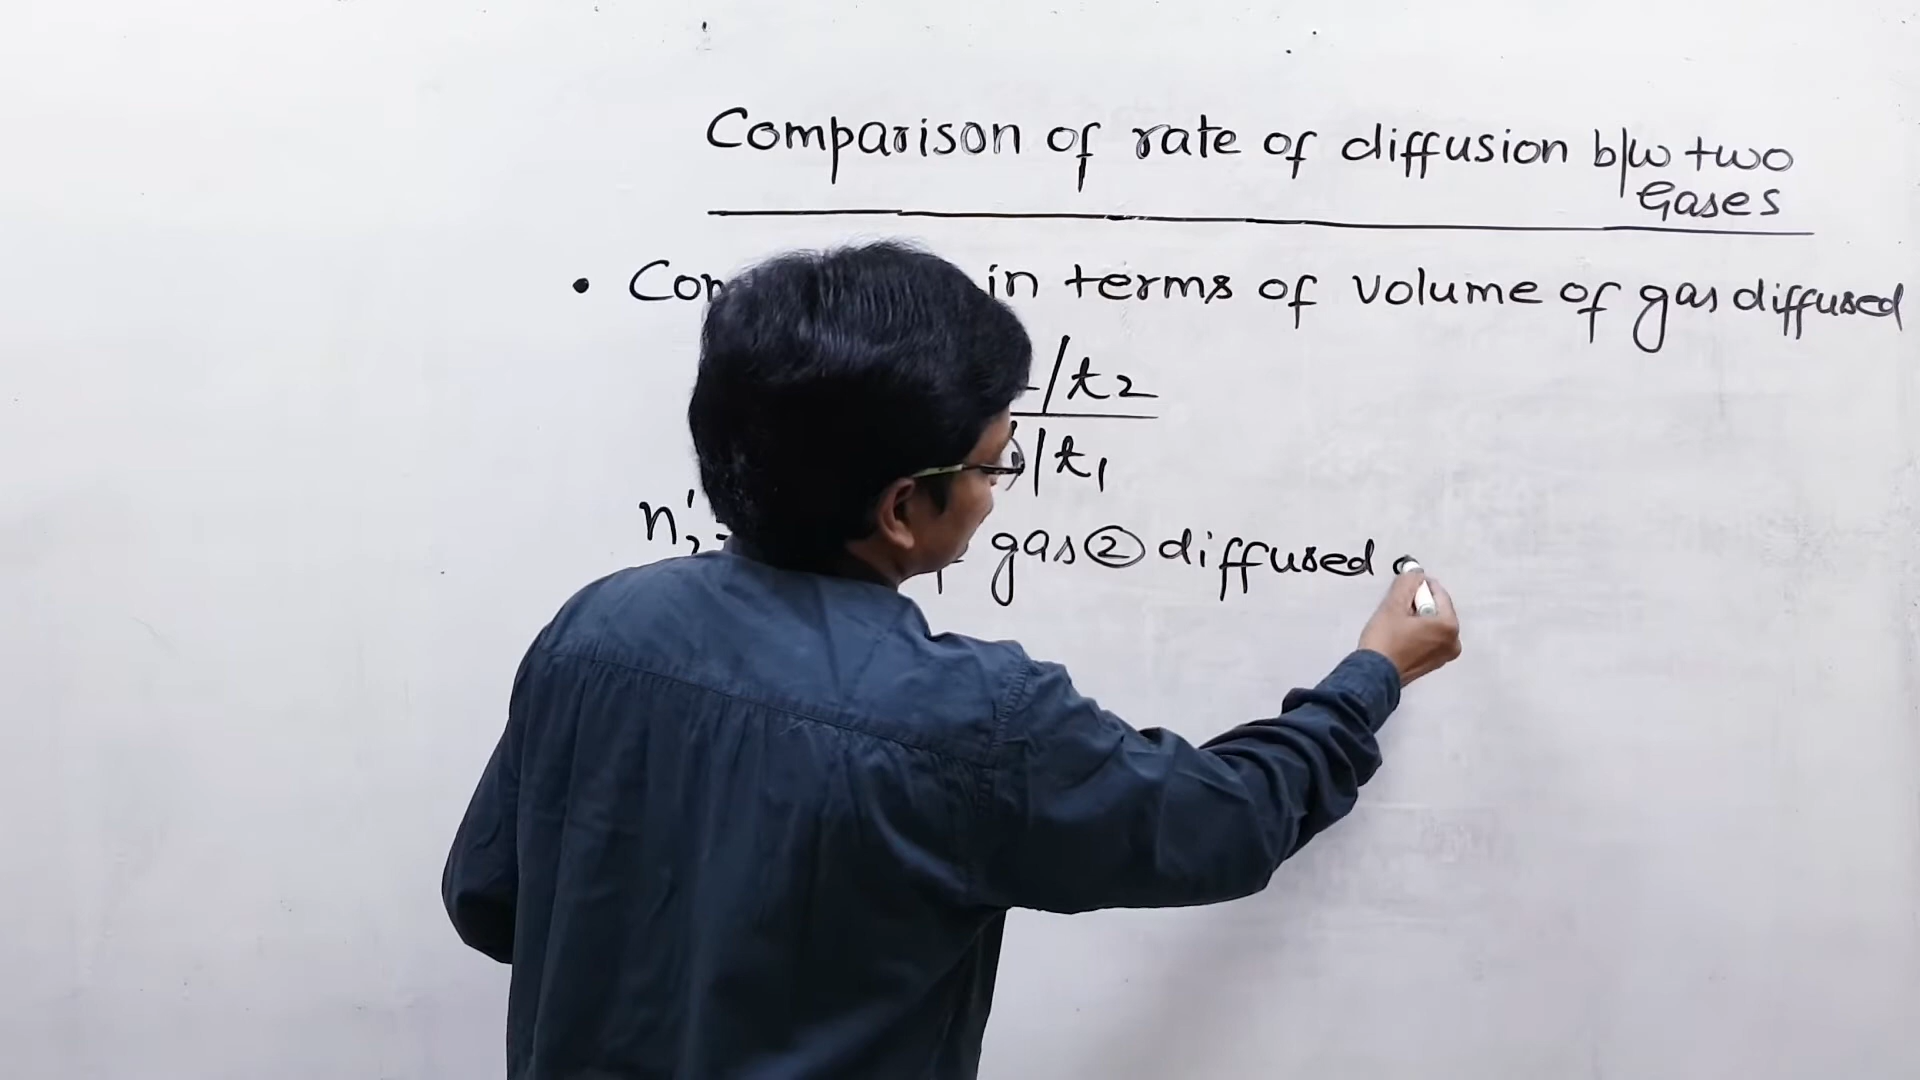 Comparison of rate of diffusion b/w two
Gases
• in terms of volume of gas diffused
/t2
/t1
n'2 = gas ② diffused